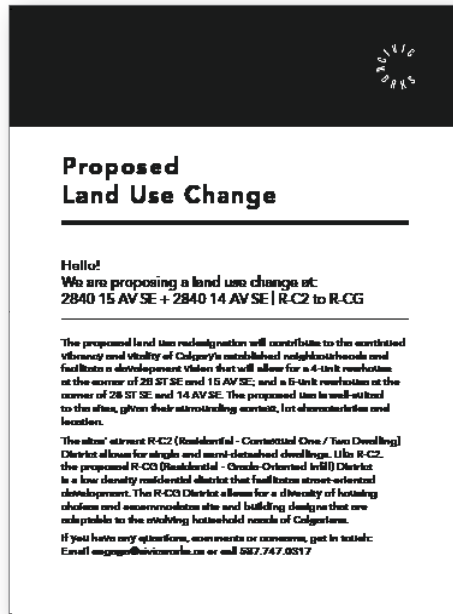 CIVIC
WORKS
Proposed
Land Use Change
Hello!
We are proposing a land use change at:
2840 15 AV SE + 2840 14 AV SE | R-C2 to R-CG
The proposed land use redesignation will contribute to the continued
vibrancy and vitality of Calgary's established neighbourhoods and
facilitate a development vision that will allow for a 4-unit rowhouse
at the corner of 28 ST SE and 15 AV SE; and a 5-unit rowhouse at the
corner of 28 ST SE and 14 AV SE. The proposed use is well-suited
to the sites, given their surrounding context, lot characteristics and
location.
The sites' current R-C2 (Residential - Contextual One / Two Dwelling)
District allows for single and semi-detached dwellings. Like R-C2,
the proposed R-CG (Residential - Grade-Oriented Infill) District
is a low density residential district that facilitates street-oriented
development. The R-CG District allows for a diversity of housing
choices and accommodates site and building designs that are
adaptable to the evolving household needs of Calgarians.
If you have any questions, comments or concerns, get in touch:
Email engage@civicworks.ca or call 587.747.0317